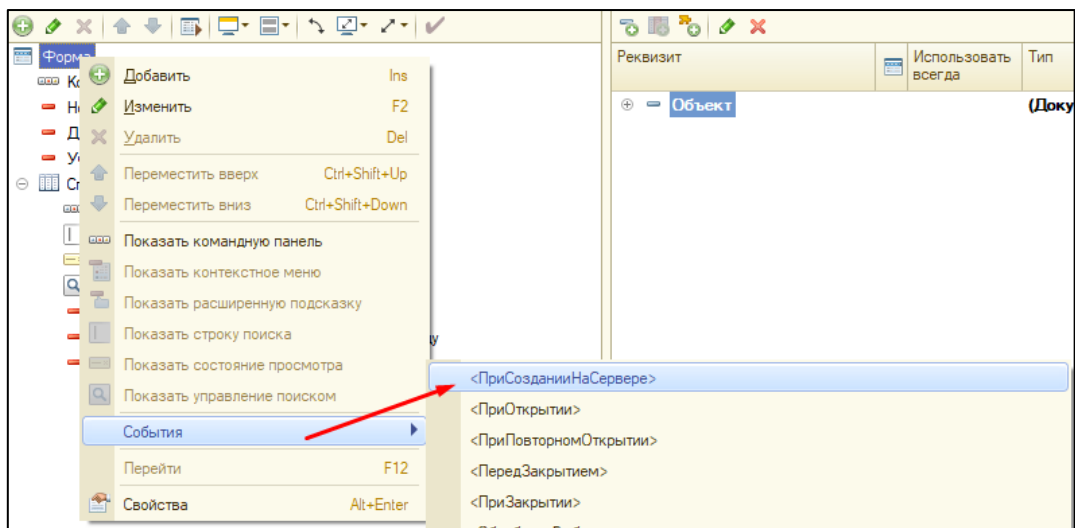 Форма
Реквизит
Использовать
всегда
Тип
Объект
(Доку
Добавить Ins
Изменить F2
Удалить Del
Переместить вверх Ctrl+Shift+Up
Переместить вниз Ctrl+Shift+Down
Показать командную панель
Показать контекстное меню
Показать расширенную подсказку
Показать строку поиска
Показать состояние просмотра
Показать управление поиском
События
Перейти F12
Свойства Alt+Enter
<ПриСозданииНаСервере>
<ПриОткрытии>
<ПриПовторномОткрытии>
<ПередЗакрытием>
<ПриЗакрытии>